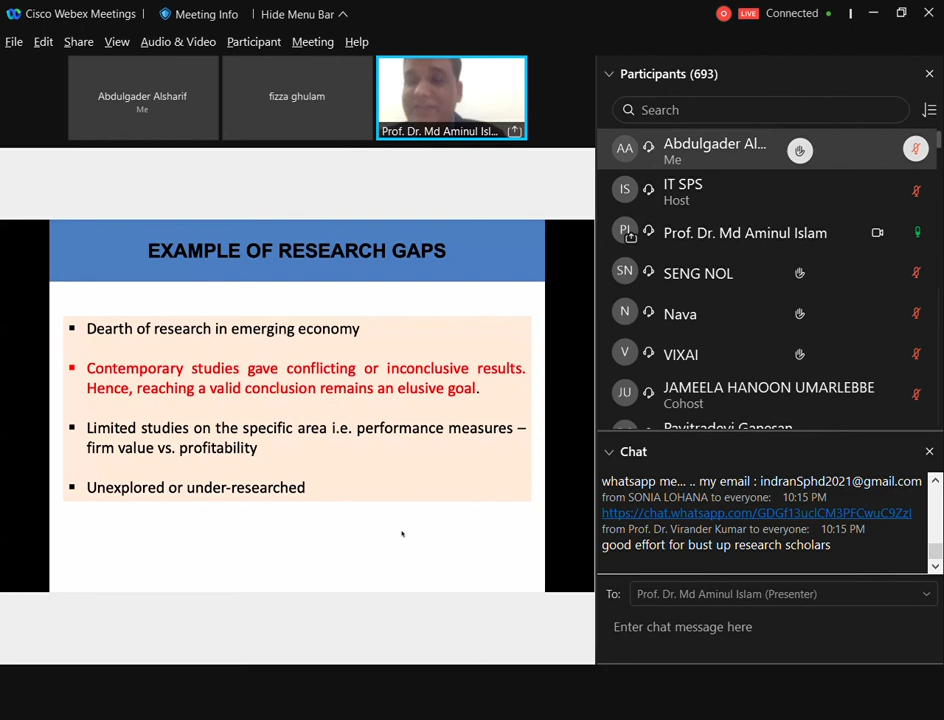 Cisco Webex Meetings
Meeting Info
Hide Menu Bar
LIVE
Connected
File Edit Share View Audio & Video Participant Meeting Help
Abdulgader Alsharif
Me
fizza ghulam
Prof. Dr. Md Aminul Isl...
EXAMPLE OF RESEARCH GAPS
▪ Dearth of research in emerging economy
▪ Contemporary studies gave conflicting or inconclusive results.
Hence, reaching a valid conclusion remains an elusive goal.
▪ Limited studies on the specific area i.e. performance measures –
firm value vs. profitability
▪ Unexplored or under-researched
Participants (693)
Search
AA Abdulgader Al...
Me
IS IT SPS
Host
PI Prof. Dr. Md Aminul Islam
SN SENG NOL
N Nava
V VIXAI
JU JAMEELA HANOON UMARLEBBE
Cohost
Pavitradevi Ganesan
Chat
whatsapp me... .. my email : indranSphd2021@gmail.com
from SONIA LOHANA to everyone: 10:15 PM
from Prof. Dr. Virander Kumar to everyone: 10:15 PM
good effort for bust up research scholars
To: Prof. Dr. Md Aminul Islam (Presenter)
Enter chat message here